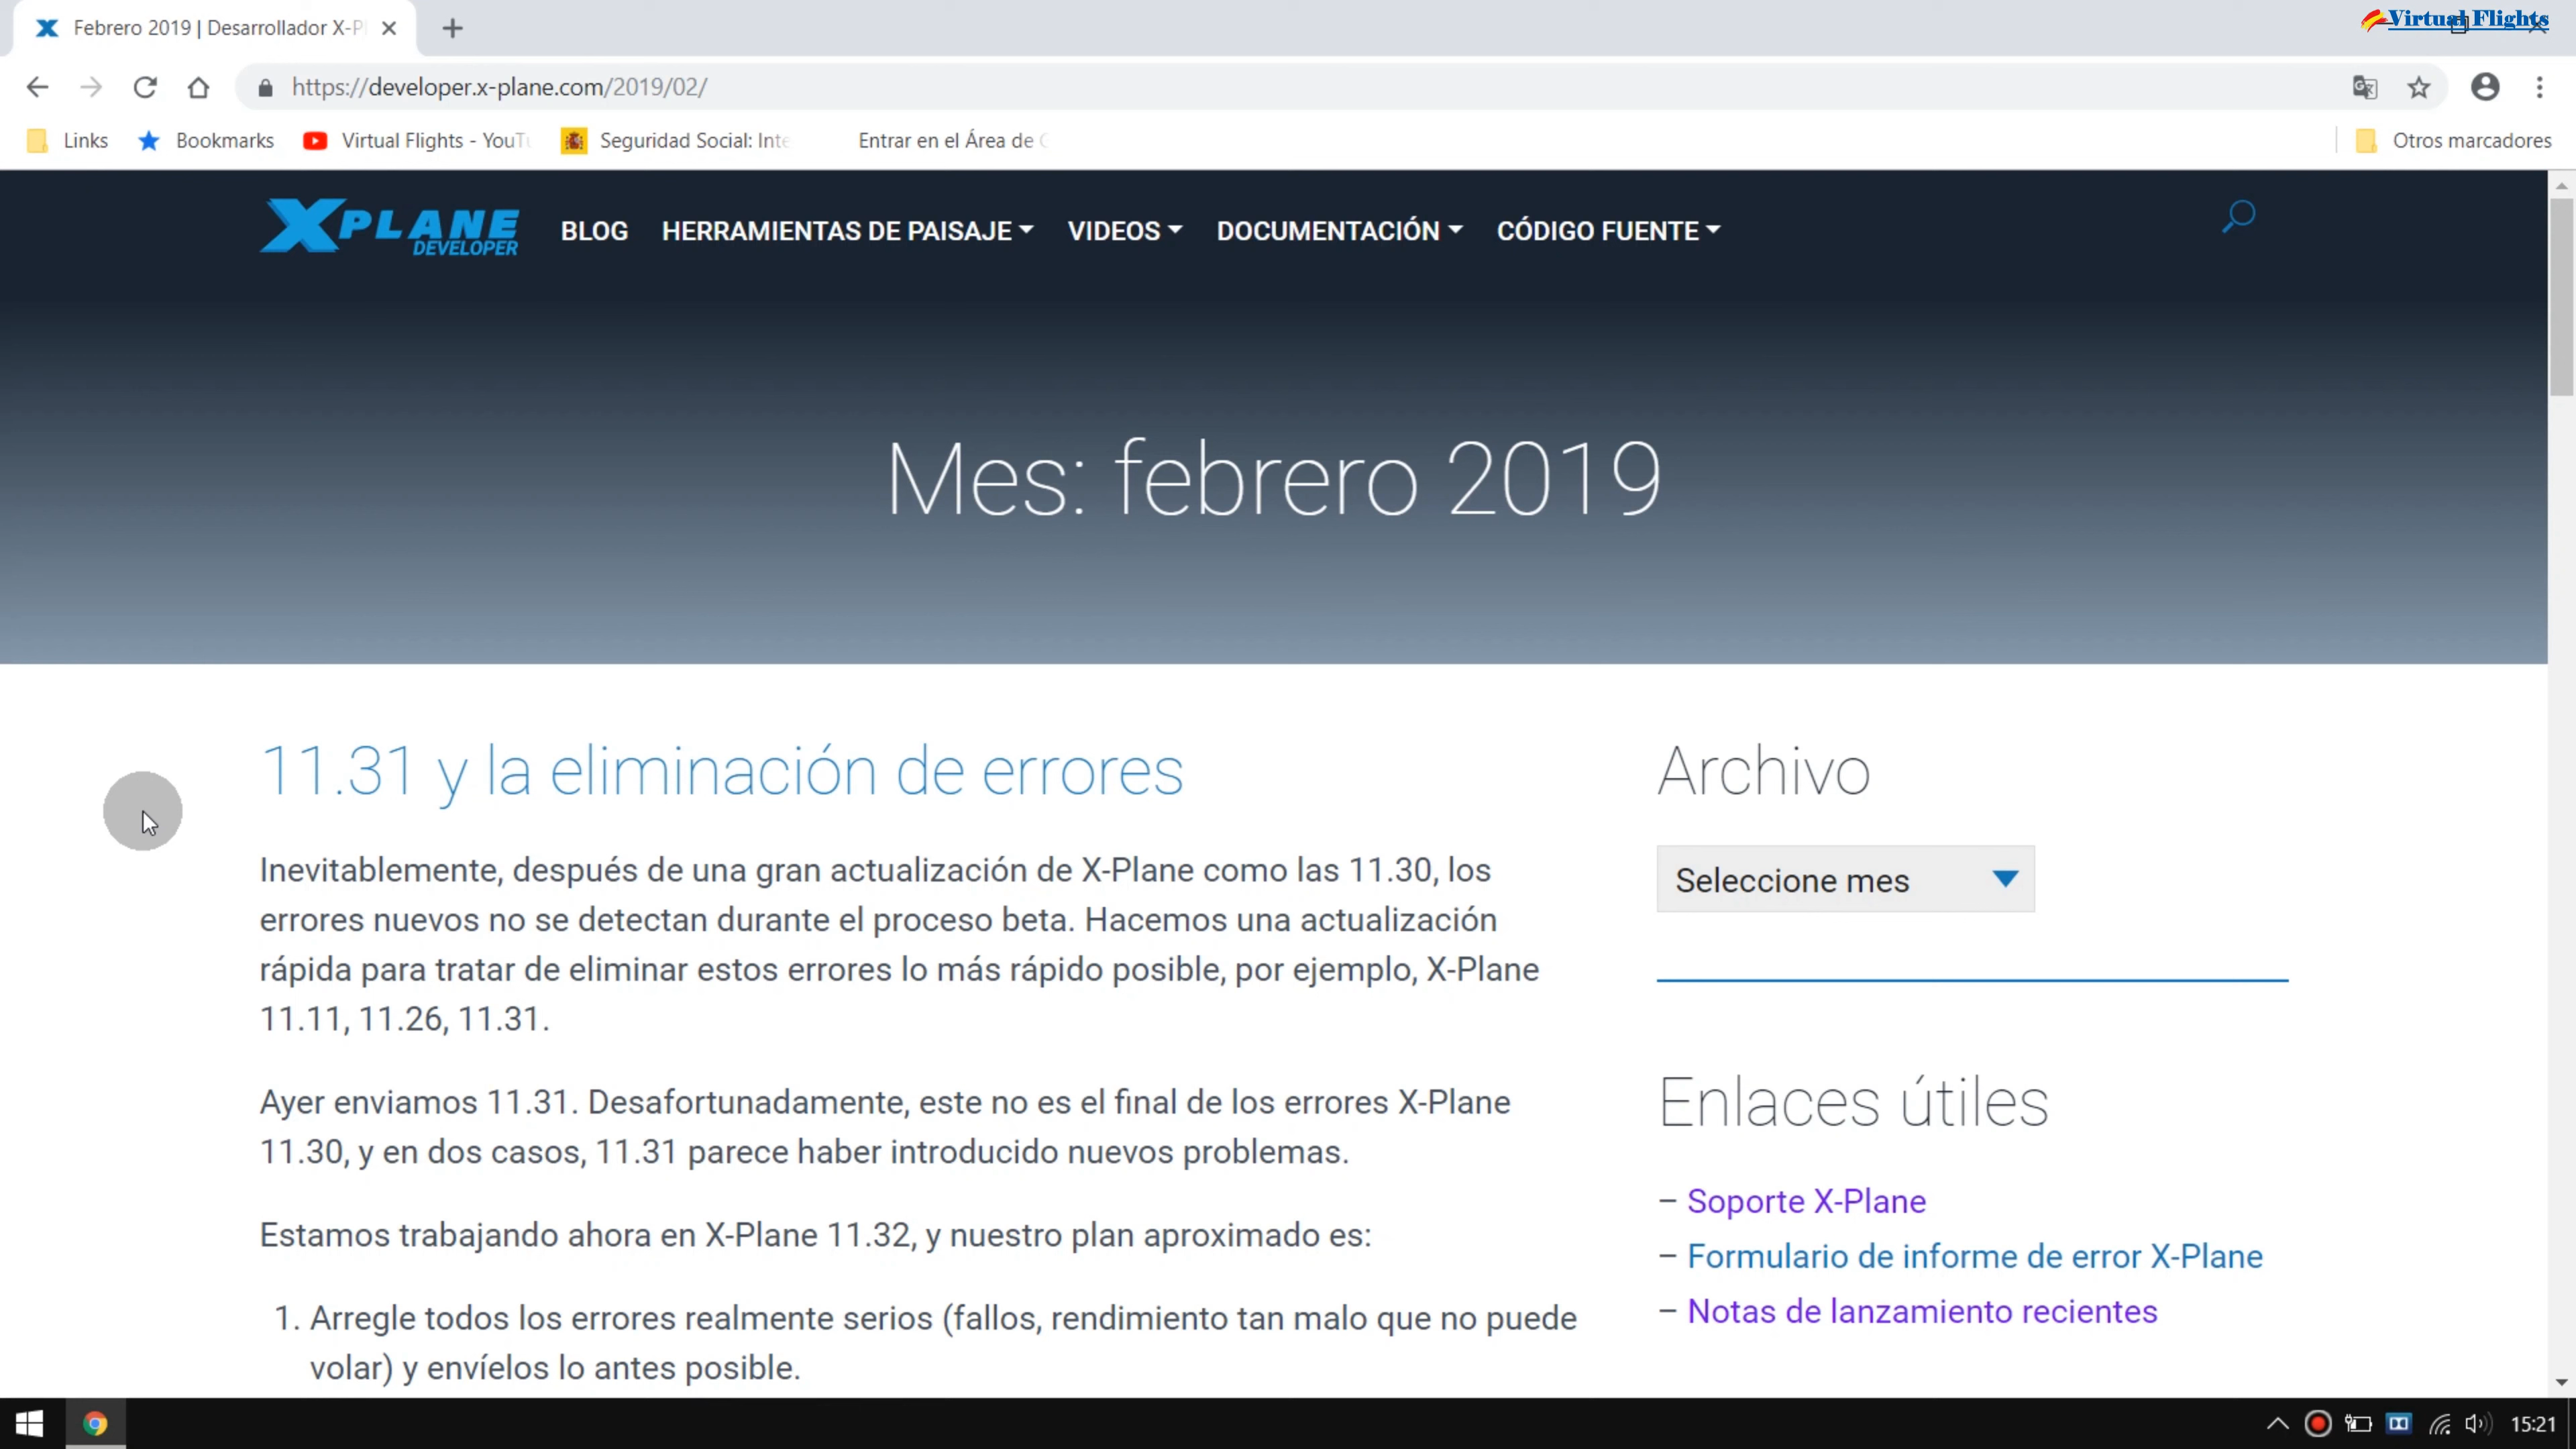 Febrero 2019 | Desarrollador X-P
Virtual Flights
https://developer.x-plane.com/2019/02/
Links
Bookmarks
Virtual Flights - YouTu
Seguridad Social: Inte
Entrar en el Área de
Otros marcadores
XPLANE
DEVELOPER
BLOG
HERRAMIENTAS DE PAISAJE
VIDEOS
DOCUMENTACIÓN
CÓDIGO FUENTE
Mes: febrero 2019
11.31 y la eliminación de errores
Inevitablemente, después de una gran actualización de X-Plane como las 11.30, los
errores nuevos no se detectan durante el proceso beta. Hacemos una actualización
rápida para tratar de eliminar estos errores lo más rápido posible, por ejemplo, X-Plane
11.11, 11.26, 11.31.
Ayer enviamos 11.31. Desafortunadamente, este no es el final de los errores X-Plane
11.30, y en dos casos, 11.31 parece haber introducido nuevos problemas.
Estamos trabajando ahora en X-Plane 11.32, y nuestro plan aproximado es:
1. Arregle todos los errores realmente serios (fallos, rendimiento tan malo que no puede
volar) y envíelos lo antes posible.
Archivo
Seleccione mes
Enlaces útiles
– Soporte X-Plane
– Formulario de informe de error X-Plane
– Notas de lanzamiento recientes
15:21